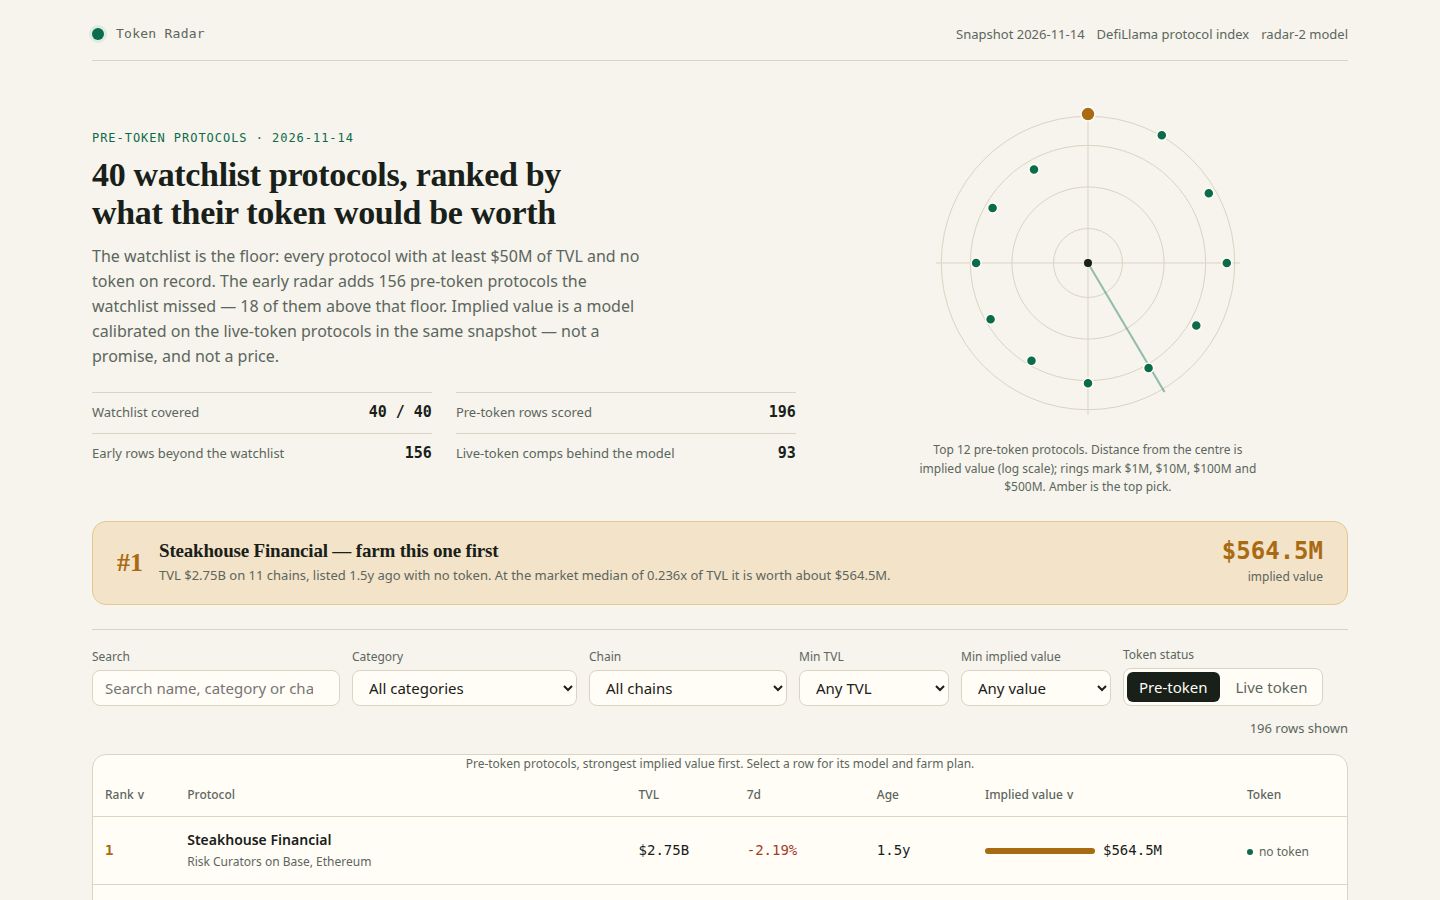 Token Radar
Snapshot 2026-11-14 DefiLlama protocol index radar-2 model
PRE-TOKEN PROTOCOLS · 2026-11-14
40 watchlist protocols, ranked by
what their token would be worth
The watchlist is the floor: every protocol with at least $50M of TVL and no
token on record. The early radar adds 156 pre-token protocols the
watchlist missed — 18 of them above that floor. Implied value is a model
calibrated on the live-token protocols in the same snapshot — not a
promise, and not a price.
Watchlist covered 40 / 40
Pre-token rows scored 196
Early rows beyond the watchlist 156
Live-token comps behind the model 93
Top 12 pre-token protocols. Distance from the centre is
implied value (log scale); rings mark $1M, $10M, $100M and
$500M. Amber is the top pick.
#1
Steakhouse Financial — farm this one first
TVL $2.75B on 11 chains, listed 1.5y ago with no token. At the market median of 0.236x of TVL it is worth about $564.5M.
$564.5M
implied value
Search
Category
Chain
Min TVL
Min implied value
Token status
Search name, category or cha
All categories
All chains
Any TVL
Any value
Pre-token Live token
196 rows shown
Pre-token protocols, strongest implied value first. Select a row for its model and farm plan.
Rank v Protocol TVL 7d Age Implied value v Token
1 Steakhouse Financial $2.75B -2.19% 1.5y $564.5M no token
Risk Curators on Base, Ethereum